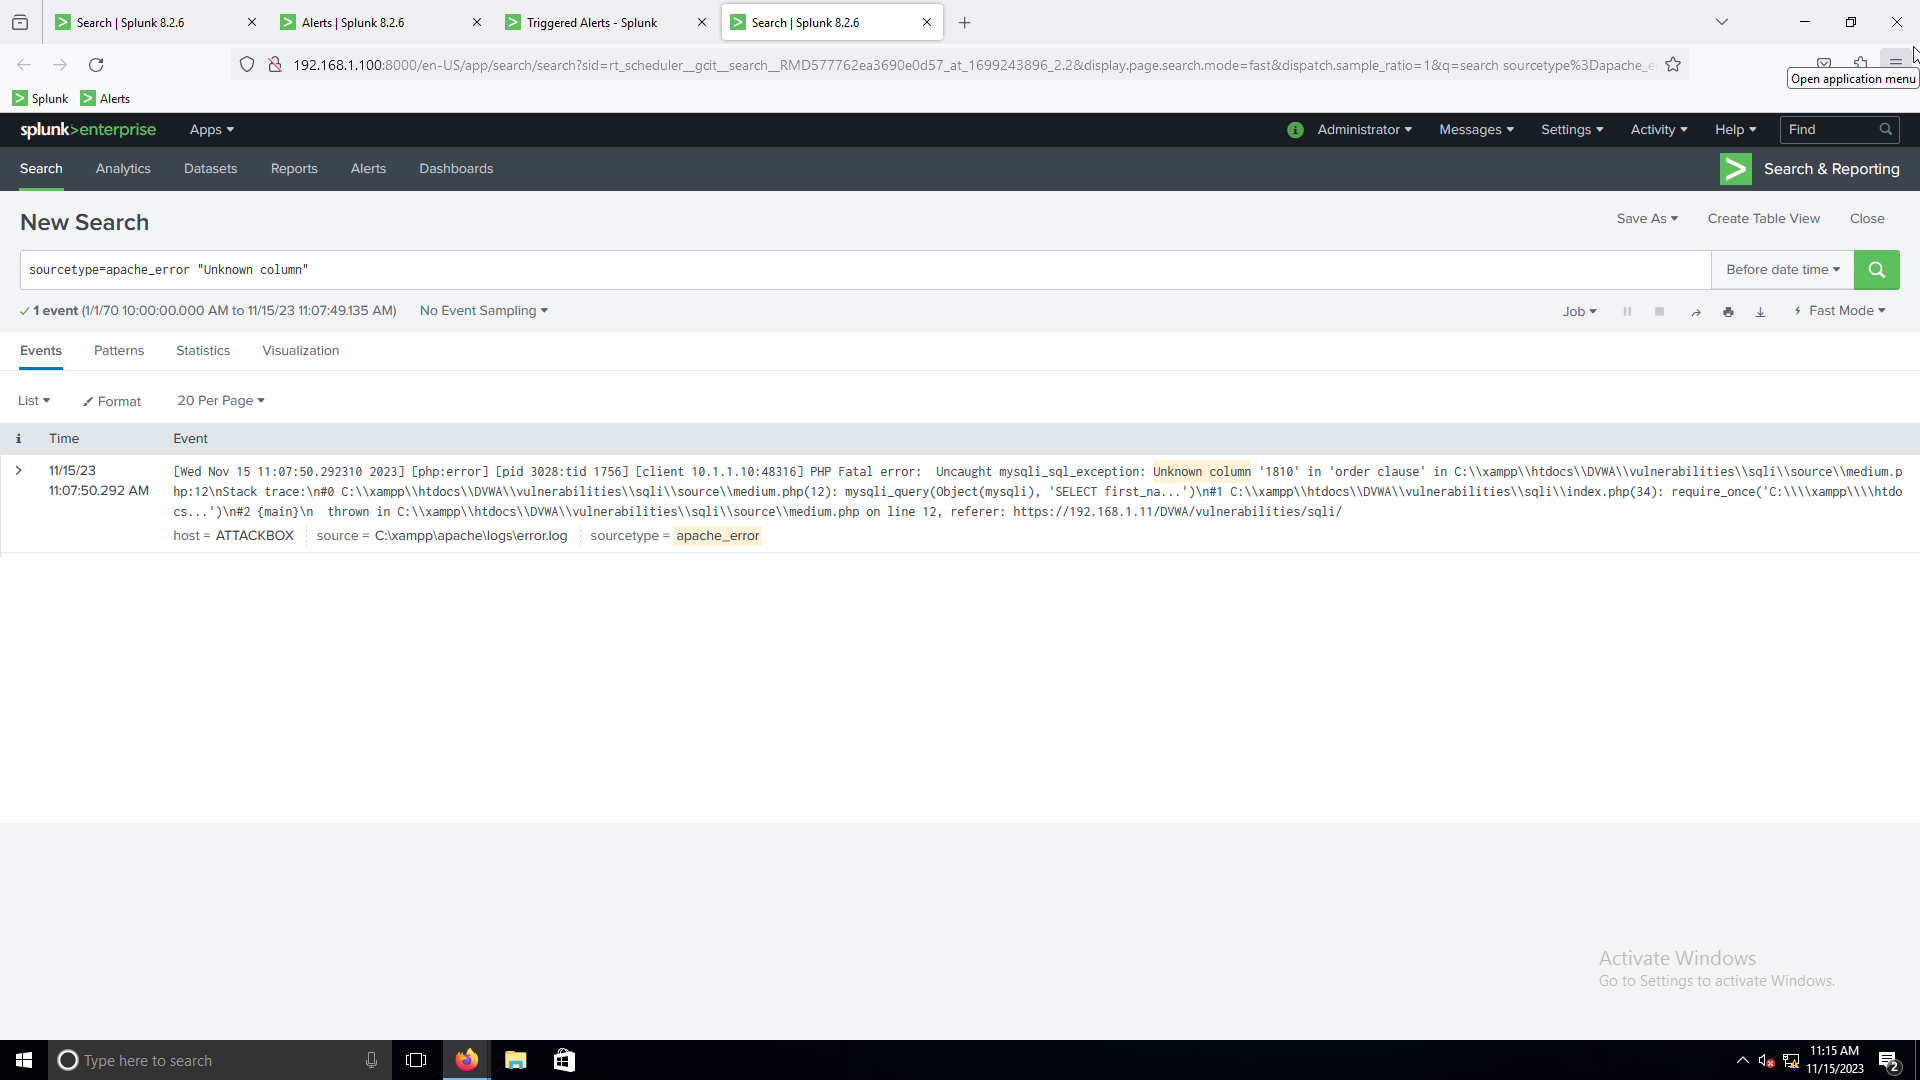 Search | Splunk 8.2.6
Alerts | Splunk 8.2.6
Triggered Alerts - Splunk
Search | Splunk 8.2.6
192.168.1.100:8000/en-US/app/search/search?sid=rt_scheduler__gcit__search__RMD577762ea3690e0d57_at_1699243896_2.2&display.page.search.mode=fast&dispatch.sample_ratio=1&q=search sourcetype%3Dapache_e
Open application menu
Splunk Alerts
splunk>enterprise Apps Administrator Messages Settings Activity Help Find
Search Analytics Datasets Reports Alerts Dashboards Search & Reporting
New Search Save As Create Table View Close
sourcetype=apache_error "Unknown column" Before date time
1 event (1/1/70 10:00:00.000 AM to 11/15/23 11:07:49.135 AM) No Event Sampling Job Fast Mode
Events Patterns Statistics Visualization
List Format 20 Per Page
i Time Event
11/15/23
11:07:50.292 AM
[Wed Nov 15 11:07:50.292310 2023] [php:error] [pid 3028:tid 1756] [client 10.1.1.10:48316] PHP Fatal error:  Uncaught mysqli_sql_exception: Unknown column '1810' in 'order clause' in C:\\xampp\\htdocs\\DVWA\\vulnerabilities\\sqli\\source\\medium.p
hp:12\nStack trace:\n#0 C:\\xampp\\htdocs\\DVWA\\vulnerabilities\\sqli\\source\\medium.php(12): mysqli_query(Object(mysqli), 'SELECT first_na...')\n#1 C:\\xampp\\htdocs\\DVWA\\vulnerabilities\\sqli\\index.php(34): require_once('C:\\\\xampp\\\\htdo
cs...')\n#2 {main}\n  thrown in C:\\xampp\\htdocs\\DVWA\\vulnerabilities\\sqli\\source\\medium.php on line 12, referer: https://192.168.1.11/DVWA/vulnerabilities/sqli/
host = ATTACKBOX source = C:\xampp\apache\logs\error.log sourcetype = apache_error
Activate Windows
Go to Settings to activate Windows.
Type here to search
11:15 AM
11/15/2023
2